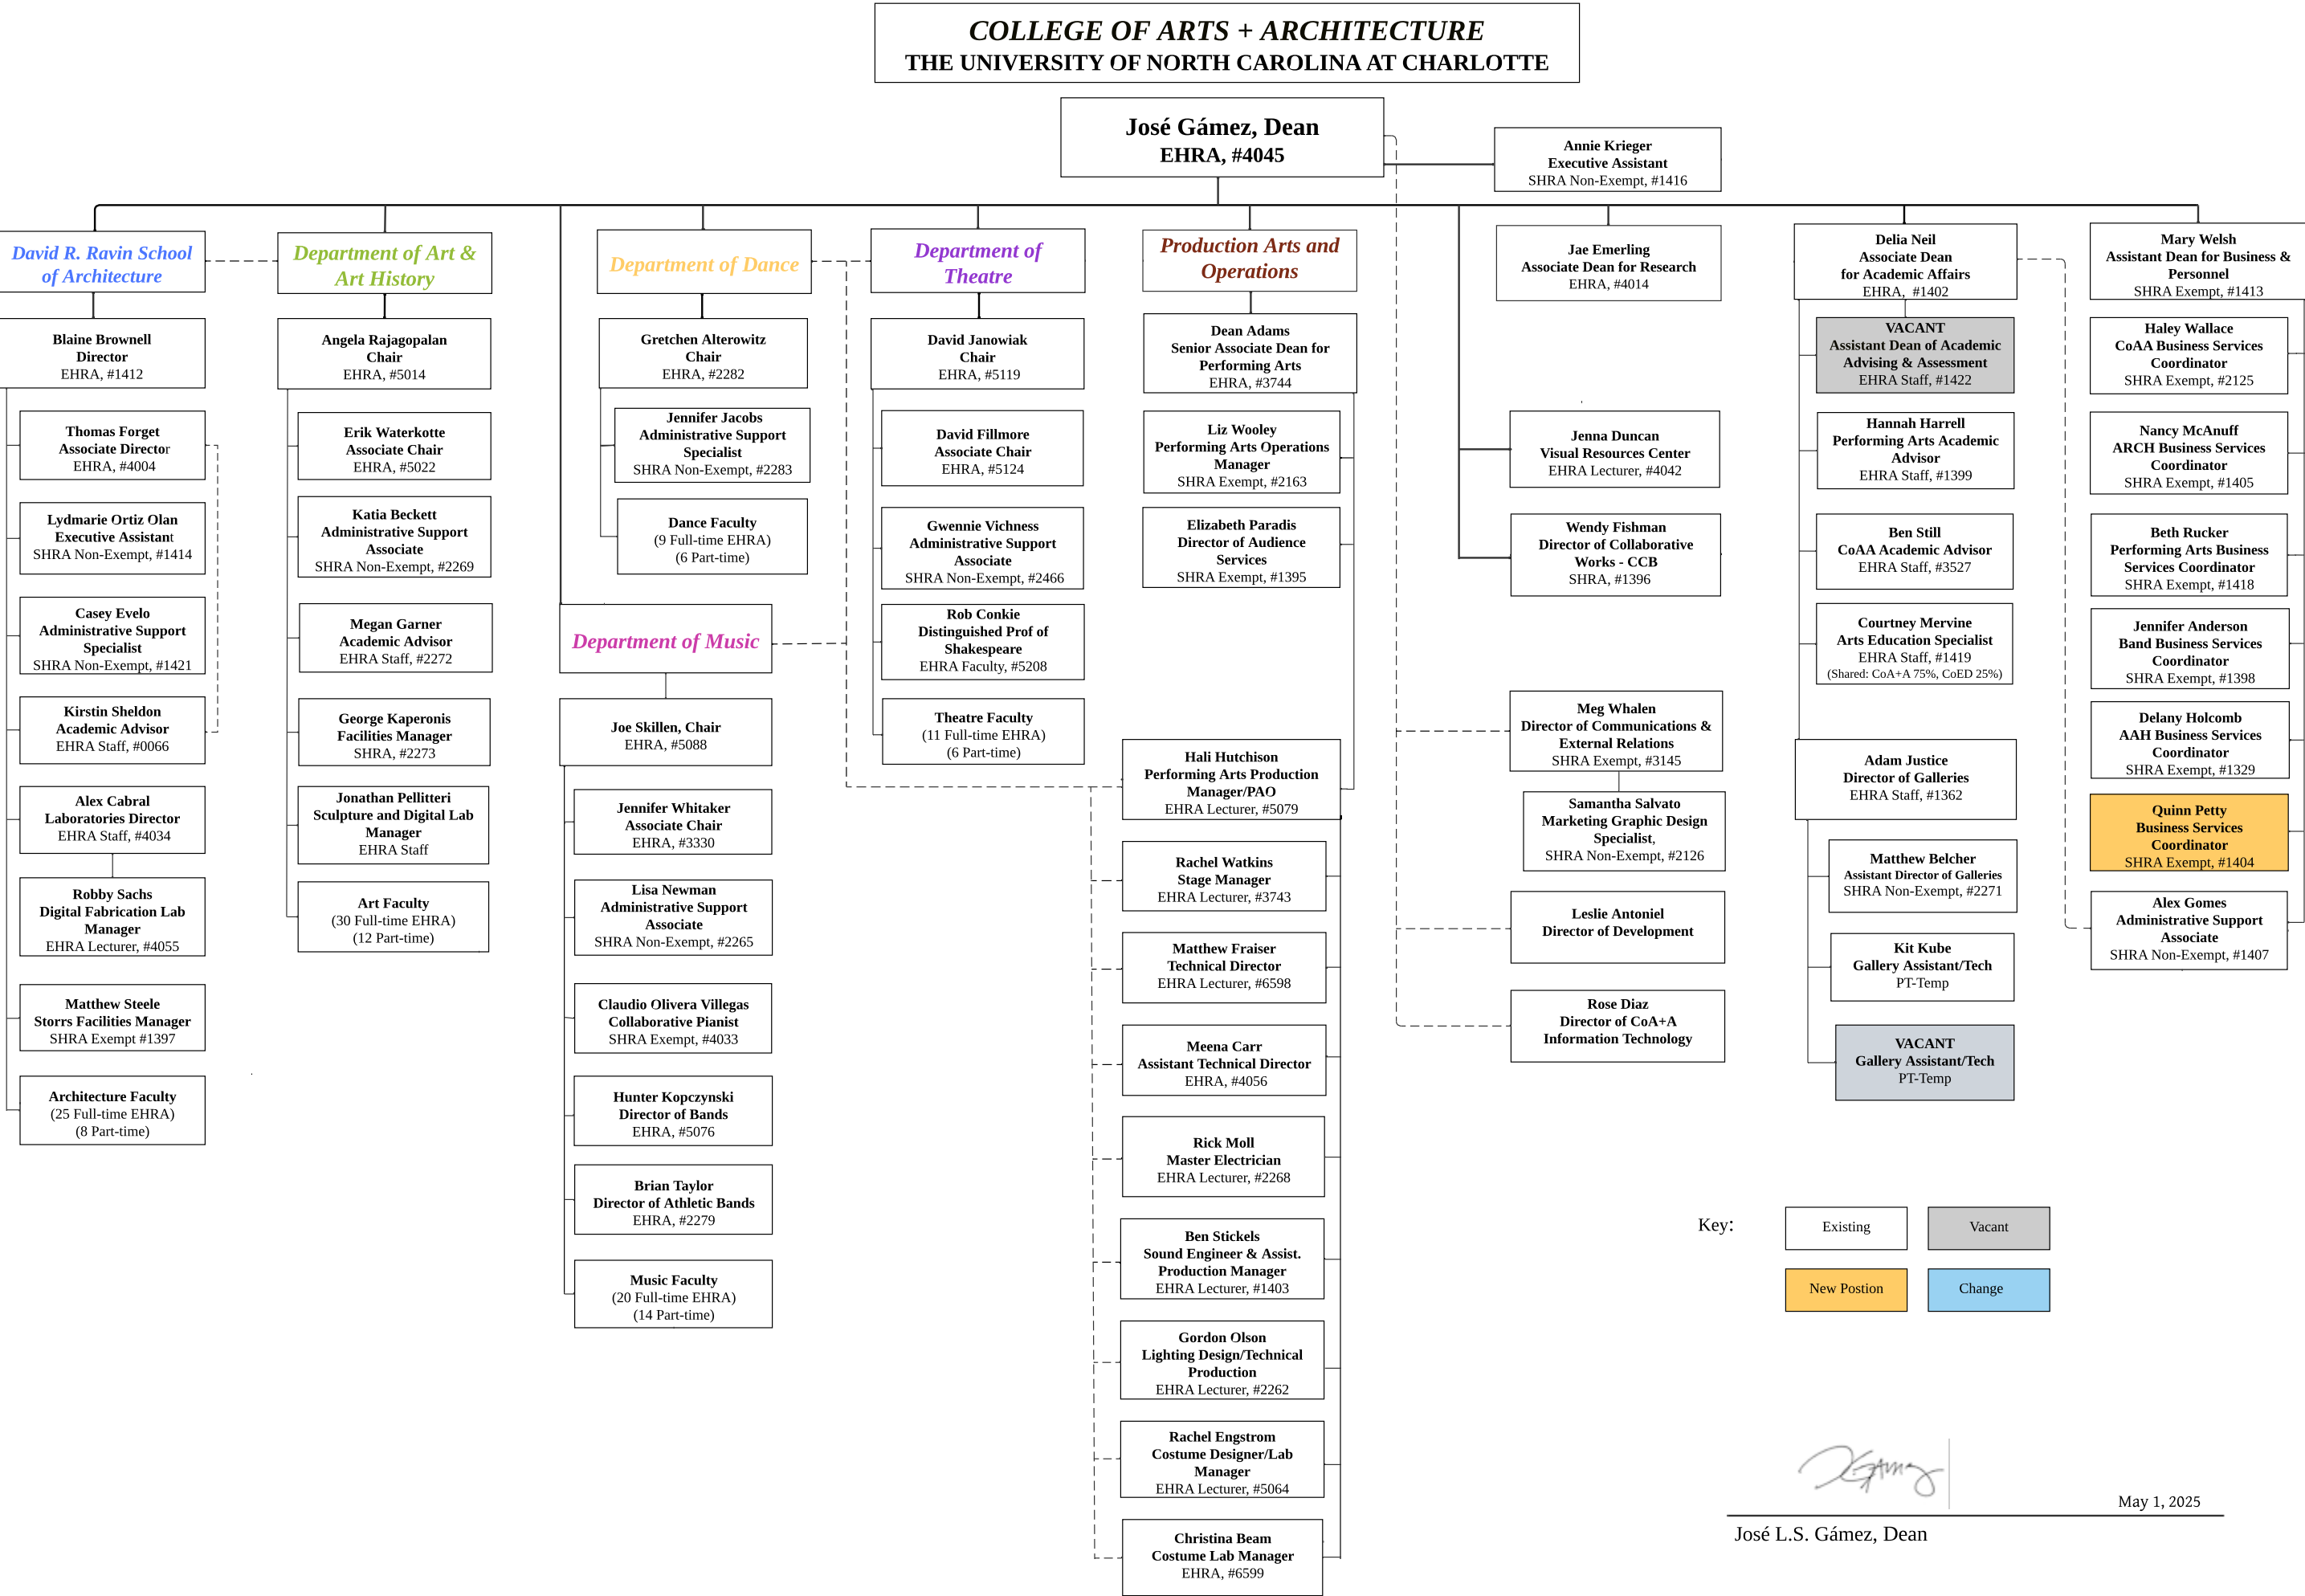 COLLEGE OF ARTS + ARCHITECTURE
THE UNIVERSITY OF NORTH CAROLINA AT CHARLOTTE
José Gámez, Dean
EHRA, #4045
Annie Krieger
Executive Assistant
SHRA Non-Exempt, #1416
David R. Ravin School
of Architecture
Blaine Brownell
Director
EHRA, #1412
Thomas Forget
Associate Director
EHRA, #4004
Lydmarie Ortiz Olan
Executive Assistant
SHRA Non-Exempt, #1414
Casey Evelo
Administrative Support
Specialist
SHRA Non-Exempt, #1421
Kirstin Sheldon
Academic Advisor
EHRA Staff, #0066
Alex Cabral
Laboratories Director
EHRA Staff, #4034
Robby Sachs
Digital Fabrication Lab
Manager
EHRA Lecturer, #4055
Matthew Steele
Storrs Facilities Manager
SHRA Exempt #1397
Architecture Faculty
(25 Full-time EHRA)
(8 Part-time)
Department of Art &
Art History
Angela Rajagopalan
Chair
EHRA, #5014
Erik Waterkotte
Associate Chair
EHRA, #5022
Katia Beckett
Administrative Support
Associate
SHRA Non-Exempt, #2269
Megan Garner
Academic Advisor
EHRA Staff, #2272
George Kaperonis
Facilities Manager
SHRA, #2273
Jonathan Pellitteri
Sculpture and Digital Lab
Manager
EHRA Staff
Art Faculty
(30 Full-time EHRA)
(12 Part-time)
Department of Dance
Gretchen Alterowitz
Chair
EHRA, #2282
Jennifer Jacobs
Administrative Support
Specialist
SHRA Non-Exempt, #2283
Dance Faculty
(9 Full-time EHRA)
(6 Part-time)
Department of Music
Joe Skillen, Chair
EHRA, #5088
Jennifer Whitaker
Associate Chair
EHRA, #3330
Lisa Newman
Administrative Support
Associate
SHRA Non-Exempt, #2265
Claudio Olivera Villegas
Collaborative Pianist
SHRA Exempt, #4033
Hunter Kopczynski
Director of Bands
EHRA, #5076
Brian Taylor
Director of Athletic Bands
EHRA, #2279
Music Faculty
(20 Full-time EHRA)
(14 Part-time)
Department of
Theatre
David Janowiak
Chair
EHRA, #5119
David Fillmore
Associate Chair
EHRA, #5124
Gwennie Vichness
Administrative Support
Associate
SHRA Non-Exempt, #2466
Rob Conkie
Distinguished Prof of
Shakespeare
EHRA Faculty, #5208
Theatre Faculty
(11 Full-time EHRA)
(6 Part-time)
Production Arts and
Operations
Dean Adams
Senior Associate Dean for
Performing Arts
EHRA, #3744
Liz Wooley
Performing Arts Operations
Manager
SHRA Exempt, #2163
Elizabeth Paradis
Director of Audience
Services
SHRA Exempt, #1395
Hali Hutchison
Performing Arts Production
Manager/PAO
EHRA Lecturer, #5079
Rachel Watkins
Stage Manager
EHRA Lecturer, #3743
Matthew Fraiser
Technical Director
EHRA Lecturer, #6598
Meena Carr
Assistant Technical Director
EHRA, #4056
Rick Moll
Master Electrician
EHRA Lecturer, #2268
Ben Stickels
Sound Engineer & Assist.
Production Manager
EHRA Lecturer, #1403
Gordon Olson
Lighting Design/Technical
Production
EHRA Lecturer, #2262
Rachel Engstrom
Costume Designer/Lab
Manager
EHRA Lecturer, #5064
Christina Beam
Costume Lab Manager
EHRA, #6599
Jae Emerling
Associate Dean for Research
EHRA, #4014
Jenna Duncan
Visual Resources Center
EHRA Lecturer, #4042
Wendy Fishman
Director of Collaborative
Works - CCB
SHRA, #1396
Meg Whalen
Director of Communications &
External Relations
SHRA Exempt, #3145
Samantha Salvato
Marketing Graphic Design
Specialist,
SHRA Non-Exempt, #2126
Leslie Antoniel
Director of Development
Rose Diaz
Director of CoA+A
Information Technology
Delia Neil
Associate Dean
for Academic Affairs
EHRA, #1402
VACANT
Assistant Dean of Academic
Advising & Assessment
EHRA Staff, #1422
Hannah Harrell
Performing Arts Academic
Advisor
EHRA Staff, #1399
Ben Still
CoAA Academic Advisor
EHRA Staff, #3527
Courtney Mervine
Arts Education Specialist
EHRA Staff, #1419
(Shared: CoA+A 75%, CoED 25%)
Adam Justice
Director of Galleries
EHRA Staff, #1362
Matthew Belcher
Assistant Director of Galleries
SHRA Non-Exempt, #2271
Kit Kube
Gallery Assistant/Tech
PT-Temp
VACANT
Gallery Assistant/Tech
PT-Temp
Mary Welsh
Assistant Dean for Business &
Personnel
SHRA Exempt, #1413
Haley Wallace
CoAA Business Services
Coordinator
SHRA Exempt, #2125
Nancy McAnuff
ARCH Business Services
Coordinator
SHRA Exempt, #1405
Beth Rucker
Performing Arts Business
Services Coordinator
SHRA Exempt, #1418
Jennifer Anderson
Band Business Services
Coordinator
SHRA Exempt, #1398
Delany Holcomb
AAH Business Services
Coordinator
SHRA Exempt, #1329
Quinn Petty
Business Services
Coordinator
SHRA Exempt, #1404
Alex Gomes
Administrative Support
Associate
SHRA Non-Exempt, #1407
Key:
Existing
Vacant
New Postion
Change
May 1, 2025
José L.S. Gámez, Dean